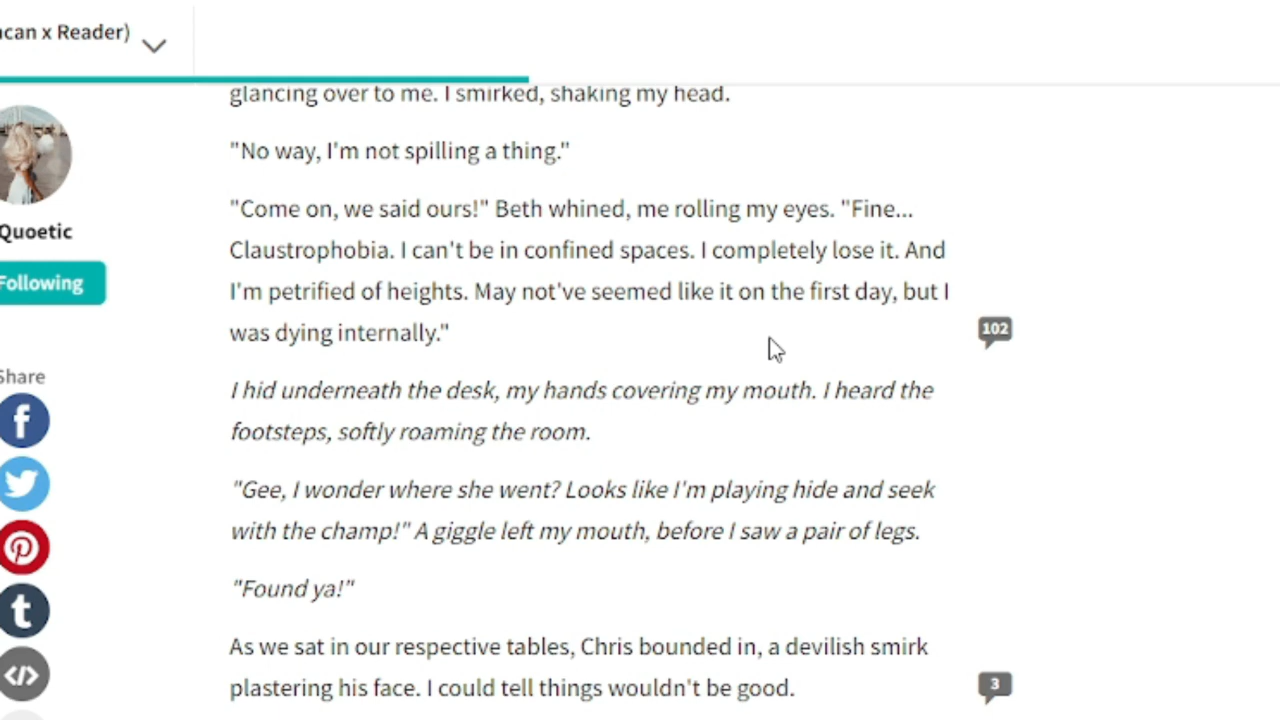 can x Reader)
glancing over to me. I smirked, shaking my head.
"No way, I'm not spilling a thing."
"Come on, we said ours!" Beth whined, me rolling my eyes. "Fine...
Claustrophobia. I can't be in confined spaces. I completely lose it. And
I'm petrified of heights. May not've seemed like it on the first day, but I
was dying internally."
102
I hid underneath the desk, my hands covering my mouth. I heard the
footsteps, softly roaming the room.
"Gee, I wonder where she went? Looks like I'm playing hide and seek
with the champ!" A giggle left my mouth, before I saw a pair of legs.
"Found ya!"
As we sat in our respective tables, Chris bounded in, a devilish smirk
plastering his face. I could tell things wouldn't be good.
3
Quoetic
Following
Share